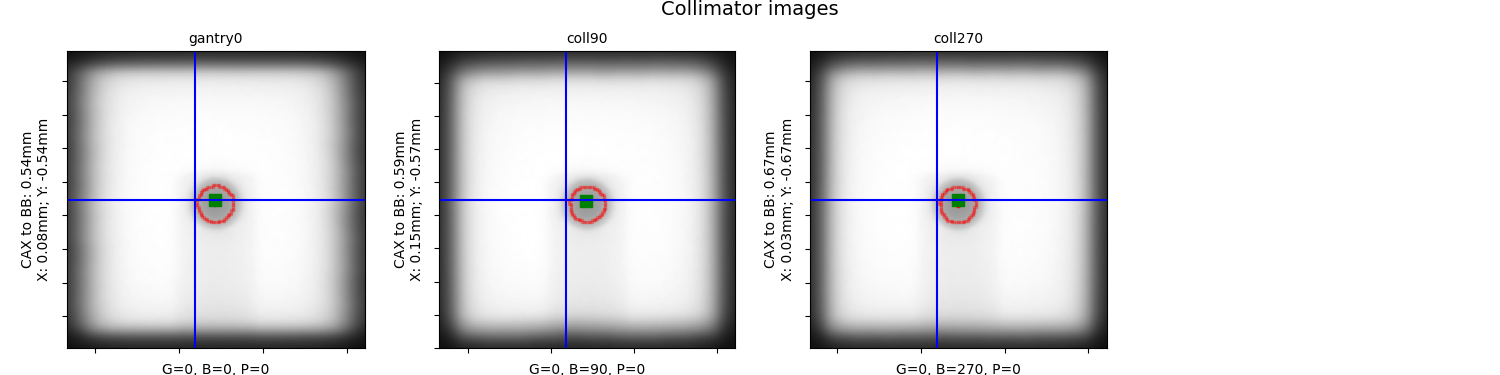 Collimator images
gantry0
CAX to BB: 0.54mm
X: 0.08mm; Y: -0.54mm
G=0, B=0, P=0
coll90
CAX to BB: 0.59mm
X: 0.15mm; Y: -0.57mm
G=0, B=90, P=0
coll270
CAX to BB: 0.67mm
X: 0.03mm; Y: -0.67mm
G=0, B=270, P=0